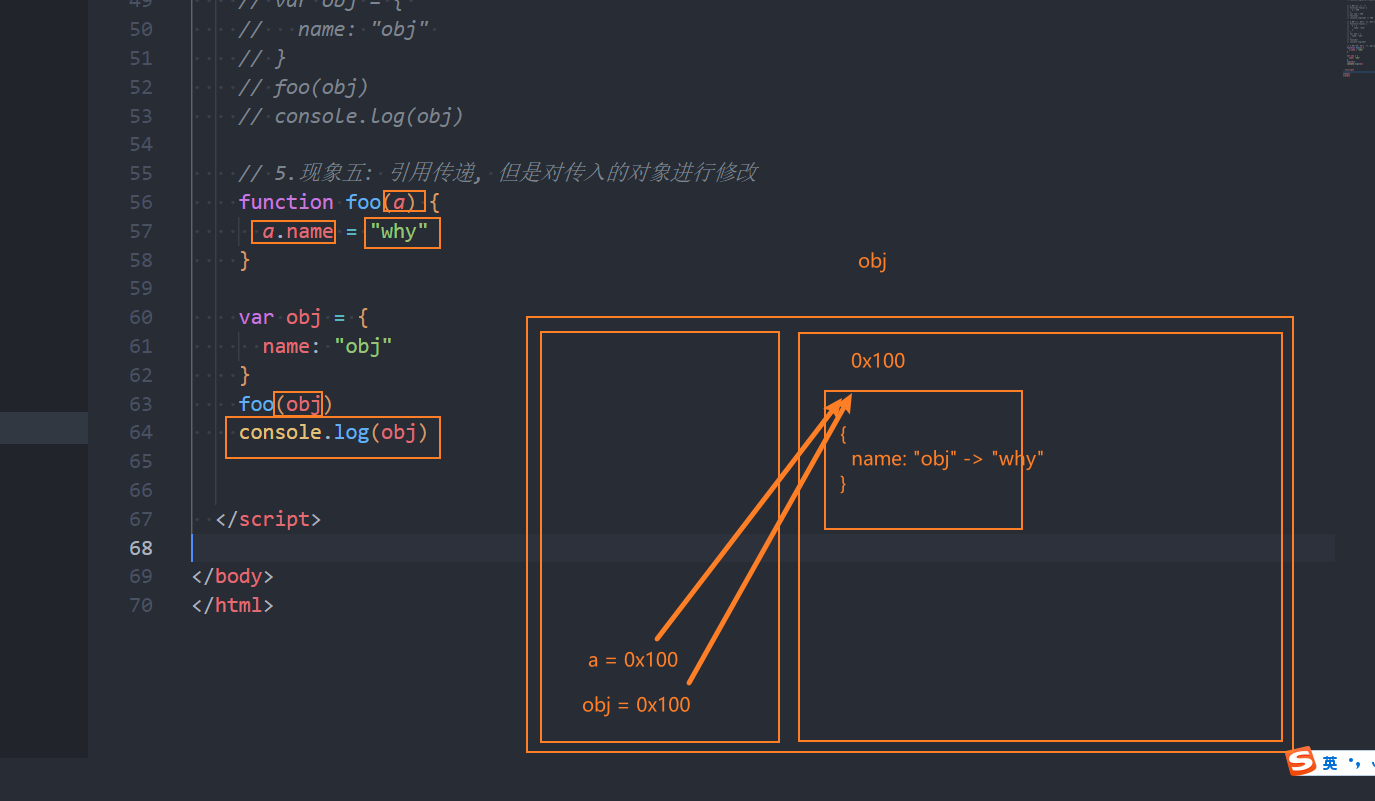 49 // var obj = {
50 //   name: "obj"
51 // }
52 // foo(obj)
53 // console.log(obj)
54
55 // 5.现象五: 引用传递, 但是对传入的对象进行修改
56 function foo(a) {
57   a.name = "why"
58 }
59
60 var obj = {
61   name: "obj"
62 }
63 foo(obj)
64 console.log(obj)
65
66
67 </script>
68
69 </body>
70 </html>
obj
0x100
{
name: "obj" -> "why"
}
a = 0x100
obj = 0x100
英